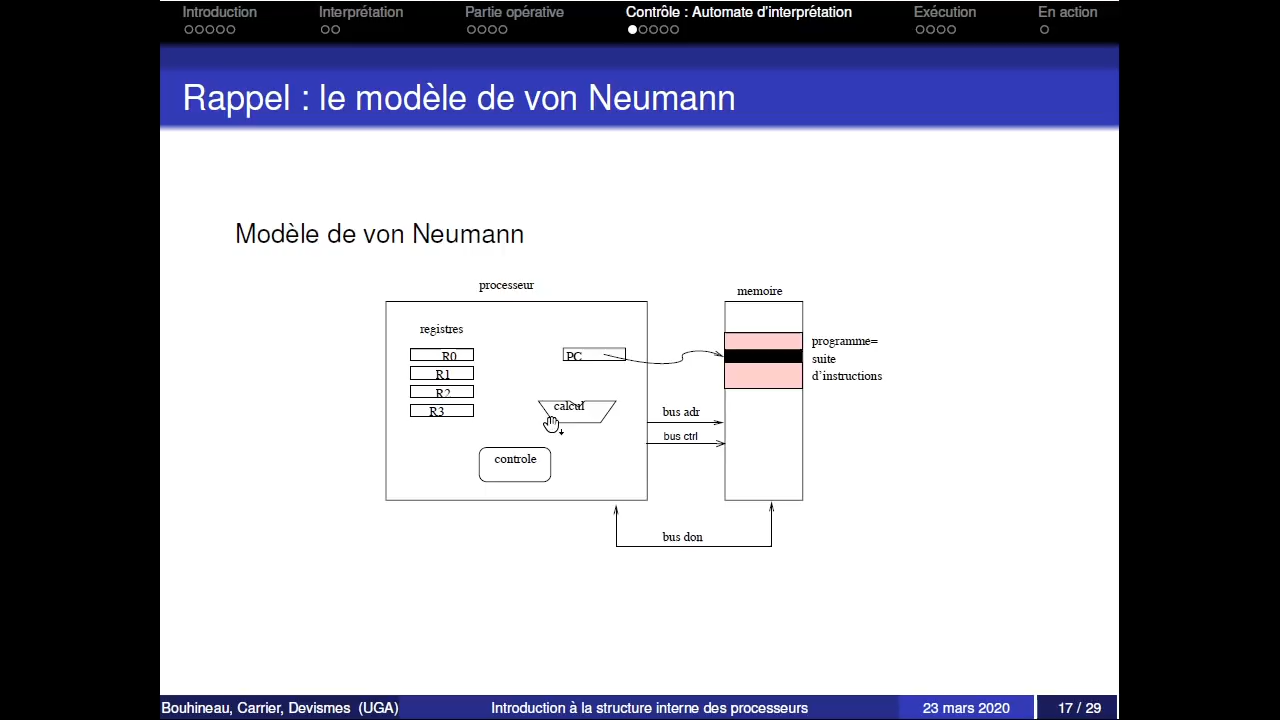 Introduction
Interprétation
Partie opérative
Contrôle : Automate d'interprétation
Exécution
En action
Rappel : le modèle de von Neumann
Modèle de von Neumann
processeur
memoire
registres
R0
R1
R2
R3
PC
calcul
controle
programme=
suite
d'instructions
bus adr
bus ctrl
bus don
Bouhineau, Carrier, Devismes (UGA)
Introduction à la structure interne des processeurs
23 mars 2020
17 / 29